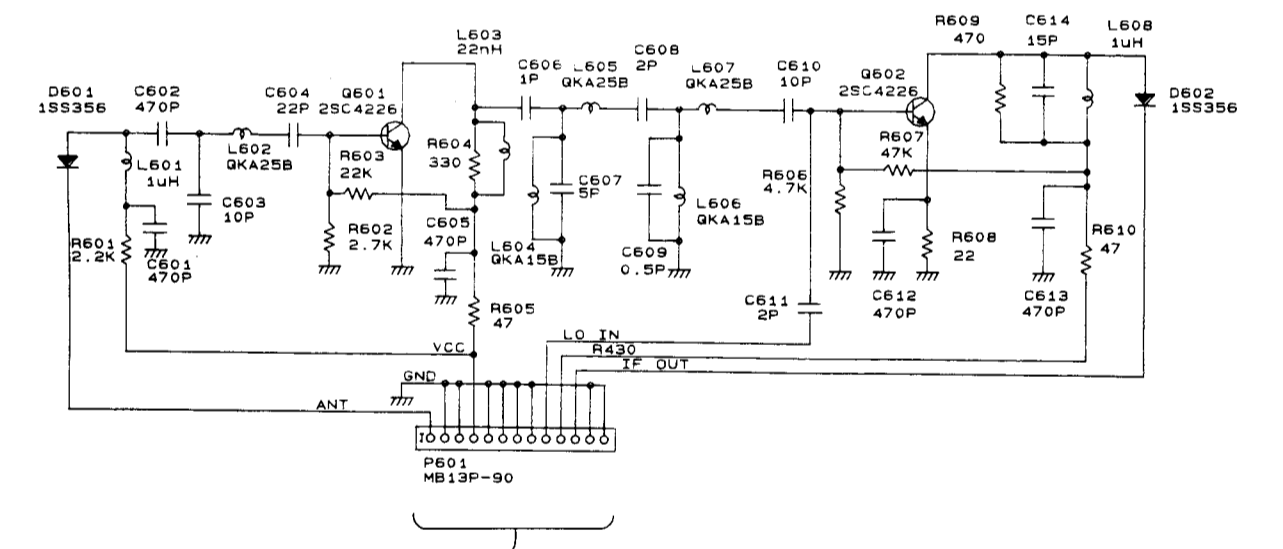 R609
470
C614
15P
L608
1uH
L603
22nH
C606
1P
L605
QKA25B
C608
2P
L607
QKA25B
C610
10P
Q602
2SC4226
D602
1SS356
D601
1SS356
C602
470P
C604
22P
Q601
2SC4226
L601
1uH
L602
QKA25B
R603
22K
R604
330
C607
5P
R606
4.7K
R607
47K
C603
10P
L606
QKA15B
R601
2.2K
C601
470P
R602
2.7K
C605
470P
L604
QKA15B
C609
0.5P
R608
22
R610
47
C611
2P
C612
470P
C613
470P
R605
47
LO IN
R430
IF OUT
VCC
GND
ANT
1
P601
MB13P-90